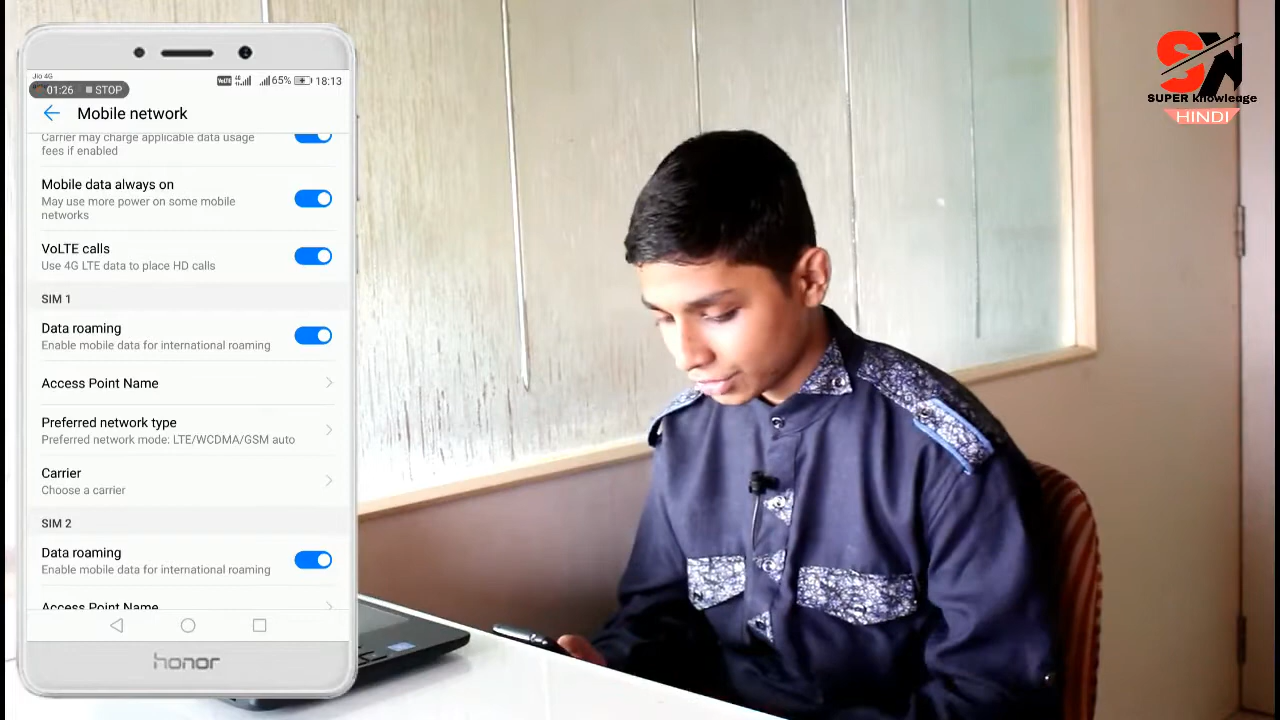 Jio 4G
01:26 STOP
VoLTE 4G 65% 18:13
Mobile network
Carrier may charge applicable data usage
fees if enabled
Mobile data always on
May use more power on some mobile
networks
VoLTE calls
Use 4G LTE data to place HD calls
SIM 1
Data roaming
Enable mobile data for international roaming
Access Point Name
Preferred network type
Preferred network mode: LTE/WCDMA/GSM auto
Carrier
Choose a carrier
SIM 2
Data roaming
Enable mobile data for international roaming
Access Point Name
honor
SN
SUPER knowleage
HINDI